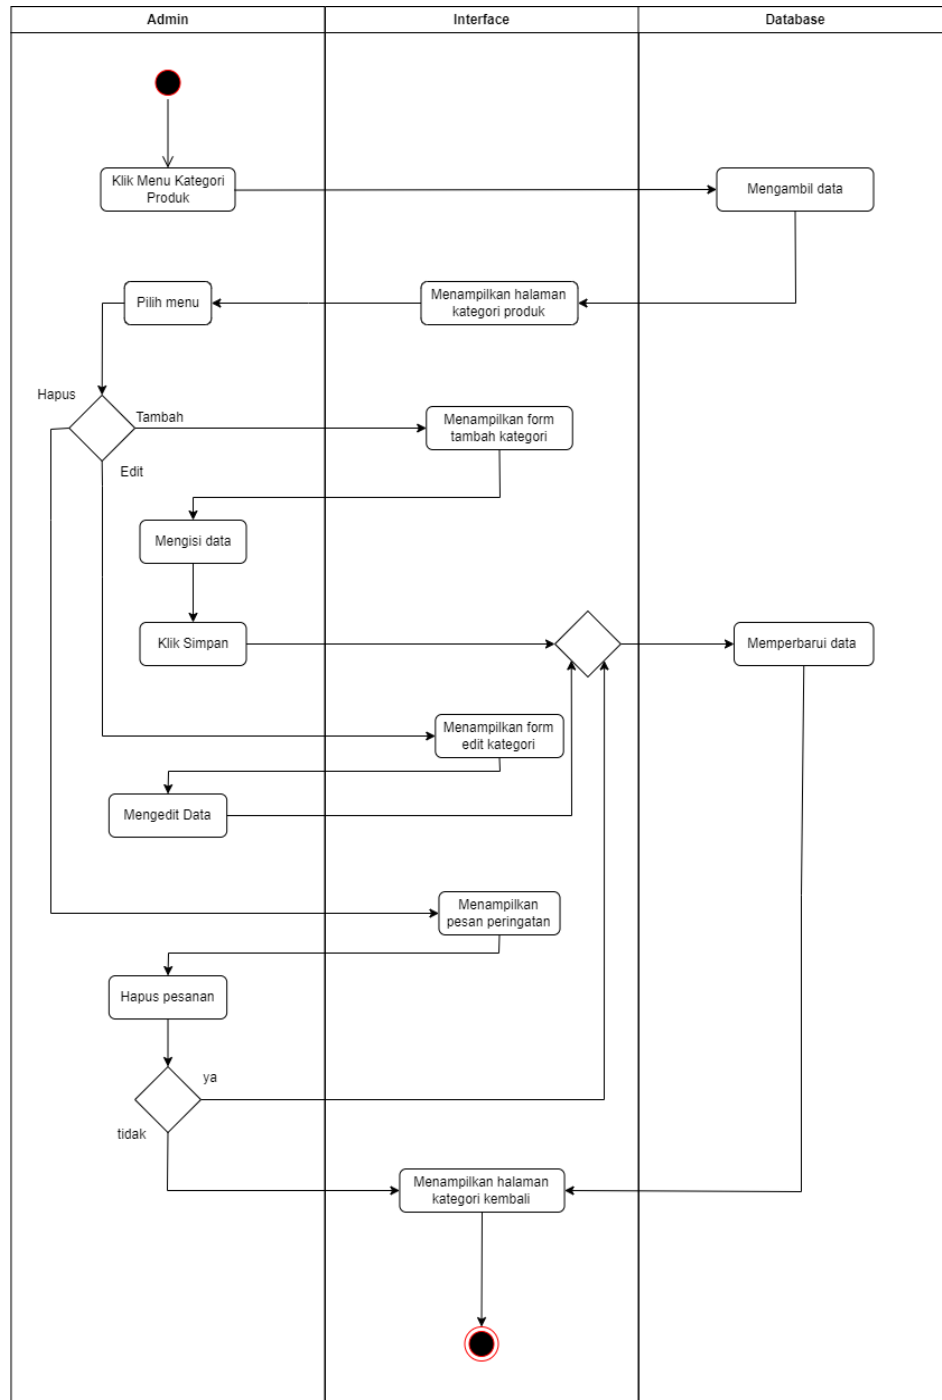 Admin
Interface
Database
Klik Menu Kategori
Produk
Mengambil data
Pilih menu
Menampilkan halaman
kategori produk
Hapus
Tambah
Menampilkan form
tambah kategori
Edit
Mengisi data
Klik Simpan
Memperbarui data
Menampilkan form
edit kategori
Mengedit Data
Menampilkan
pesan peringatan
Hapus pesanan
ya
tidak
Menampilkan halaman
kategori kembali